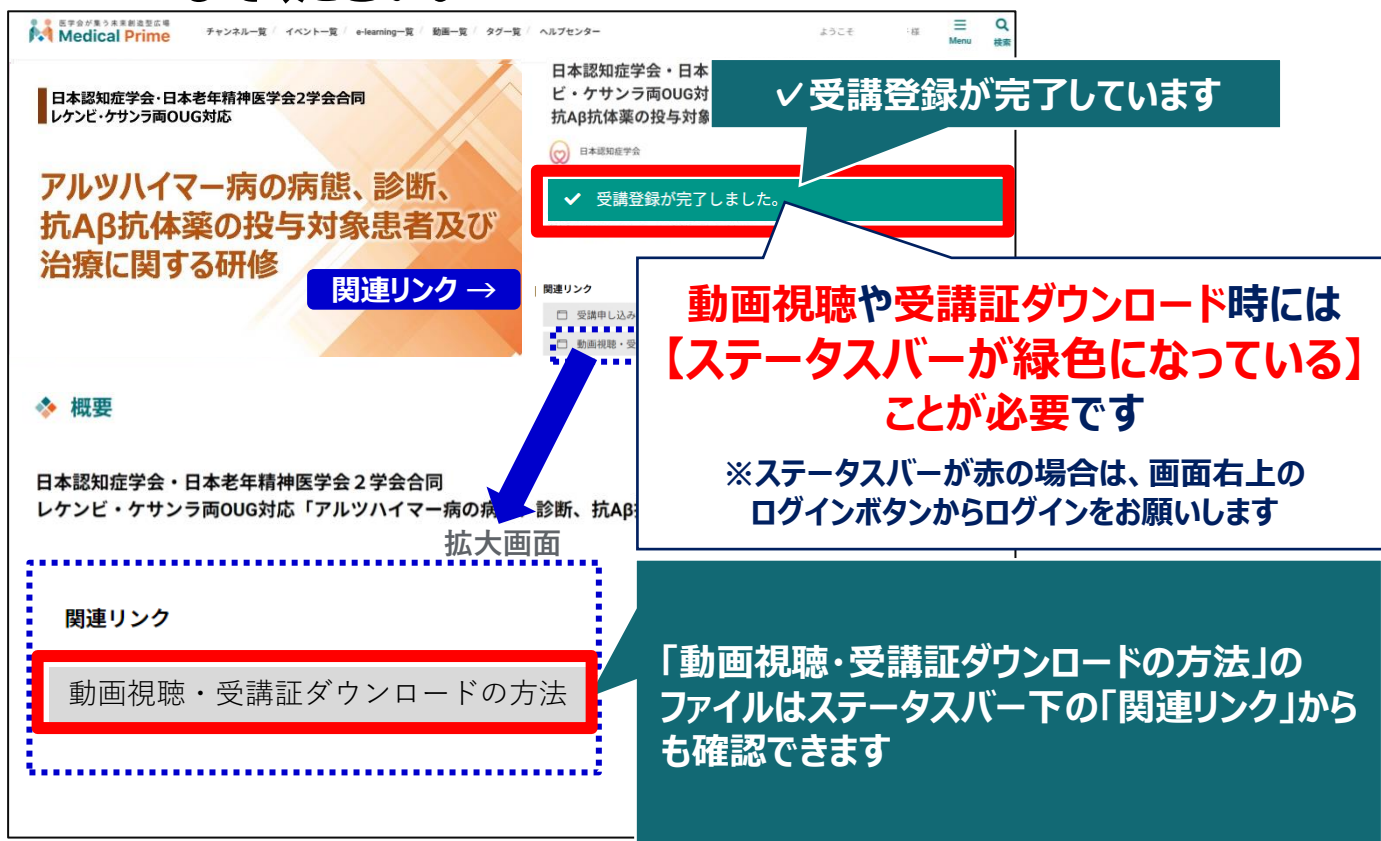 医学会が集う未来創造型広場
Medical Prime
チャンネル一覧 / イベント一覧 / e-learning一覧 / 動画一覧 / タグ一覧 / ヘルプセンター
ようこそ
様
Menu
検索
日本認知症学会・日本老年精神医学会2学会合同
レケンビ・ケサンラ両OUG対応
アルツハイマー病の病態、診断、
抗Aβ抗体薬の投与対象患者及び
治療に関する研修
関連リンク →
日本認知症学会・日本
ビ・ケサンラ両OUG対
抗Aβ抗体薬の投与対象
日本認知症学会
✓受講登録が完了しています
✓ 受講登録が完了しました。
関連リンク
受講申し込み
動画視聴・受
動画視聴や受講証ダウンロード時には
【ステータスバーが緑色になっている】
ことが必要です
※ステータスバーが赤の場合は、画面右上の
ログインボタンからログインをお願いします
概要
日本認知症学会・日本老年精神医学会2学会合同
レケンビ・ケサンラ両OUG対応「アルツハイマー病の病 診断、抗Aβ
拡大画面
関連リンク
動画視聴・受講証ダウンロードの方法
「動画視聴・受講証ダウンロードの方法」の
ファイルはステータスバー下の「関連リンク」から
も確認できます